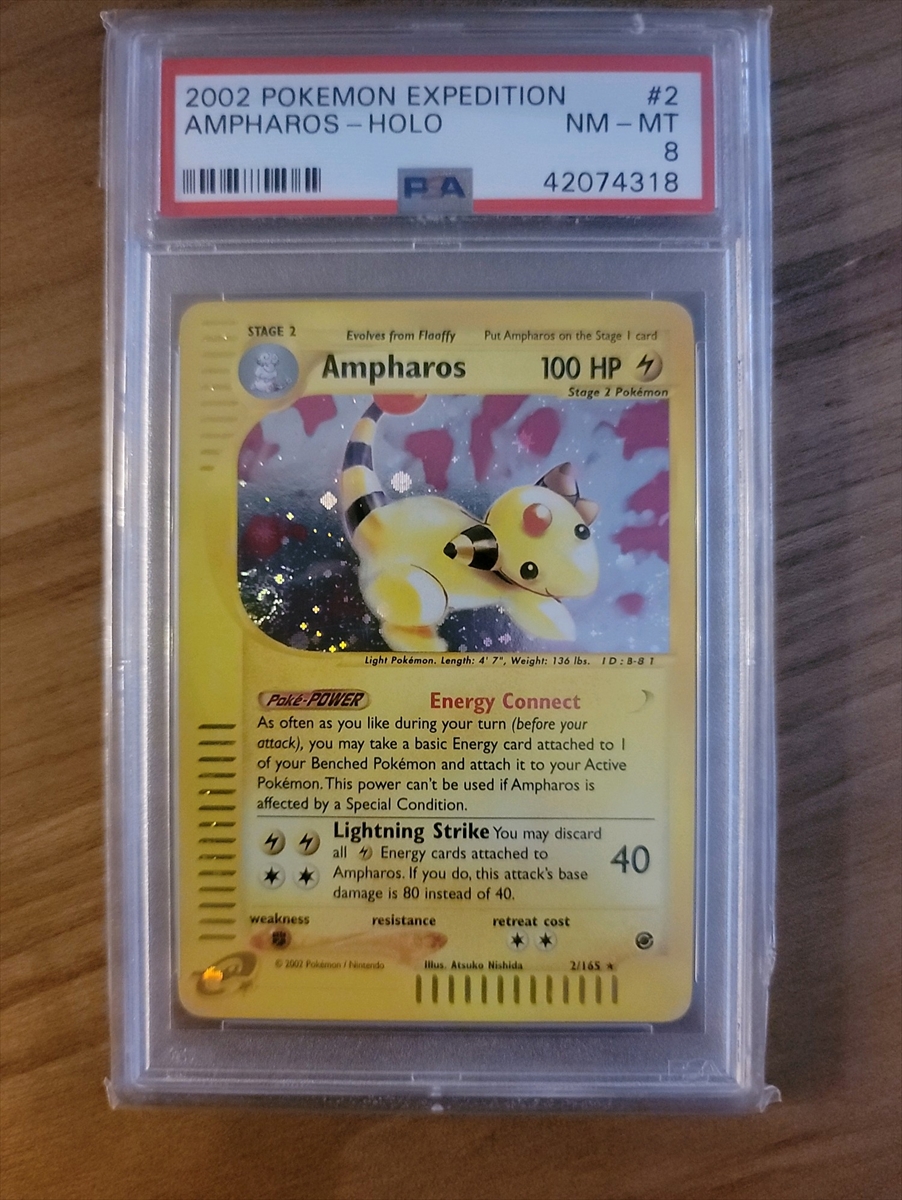 2002 POKEMON EXPEDITION #2
AMPHAROS – HOLO NM – MT
8
PSA 42074318
STAGE 2 Evolves from Flaaffy Put Ampharos on the Stage 1 card
Ampharos 100 HP
Stage 2 Pokémon
Light Pokémon. Length: 4' 7", Weight: 136 lbs. ID: B-81
Poké-POWER Energy Connect
As often as you like during your turn (before your
attack), you may take a basic Energy card attached to 1
of your Benched Pokémon and attach it to your Active
Pokémon. This power can't be used if Ampharos is
affected by a Special Condition.
Lightning Strike You may discard
all Energy cards attached to
Ampharos. If you do, this attack's base
damage is 80 instead of 40.
40
weakness resistance retreat cost
© 2002 Pokémon / Nintendo Illus. Atsuko Nishida 2/165 ★